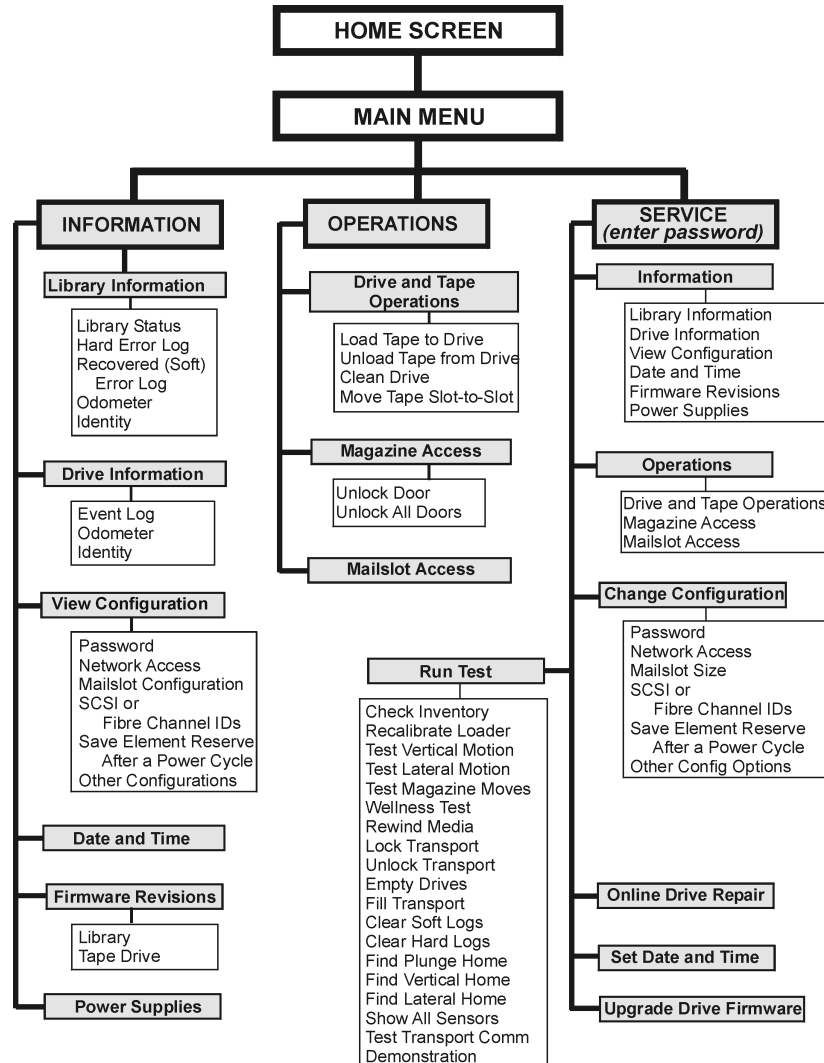 HOME SCREEN
MAIN MENU
INFORMATION
Library Information
Library Status
Hard Error Log
Recovered (Soft)
Error Log
Odometer
Identity
Drive Information
Event Log
Odometer
Identity
View Configuration
Password
Network Access
Mailslot Configuration
SCSI or
Fibre Channel IDs
Save Element Reserve
After a Power Cycle
Other Configurations
Date and Time
Firmware Revisions
Library
Tape Drive
Power Supplies
OPERATIONS
Drive and Tape
Operations
Load Tape to Drive
Unload Tape from Drive
Clean Drive
Move Tape Slot-to-Slot
Magazine Access
Unlock Door
Unlock All Doors
Mailslot Access
SERVICE
(enter password)
Information
Library Information
Drive Information
View Configuration
Date and Time
Firmware Revisions
Power Supplies
Operations
Drive and Tape Operations
Magazine Access
Mailslot Access
Change Configuration
Password
Network Access
Mailslot Size
SCSI or
Fibre Channel IDs
Save Element Reserve
After a Power Cycle
Other Config Options
Run Test
Check Inventory
Recalibrate Loader
Test Vertical Motion
Test Lateral Motion
Test Magazine Moves
Wellness Test
Rewind Media
Lock Transport
Unlock Transport
Empty Drives
Fill Transport
Clear Soft Logs
Clear Hard Logs
Find Plunge Home
Find Vertical Home
Find Lateral Home
Show All Sensors
Test Transport Comm
Demonstration
Online Drive Repair
Set Date and Time
Upgrade Drive Firmware